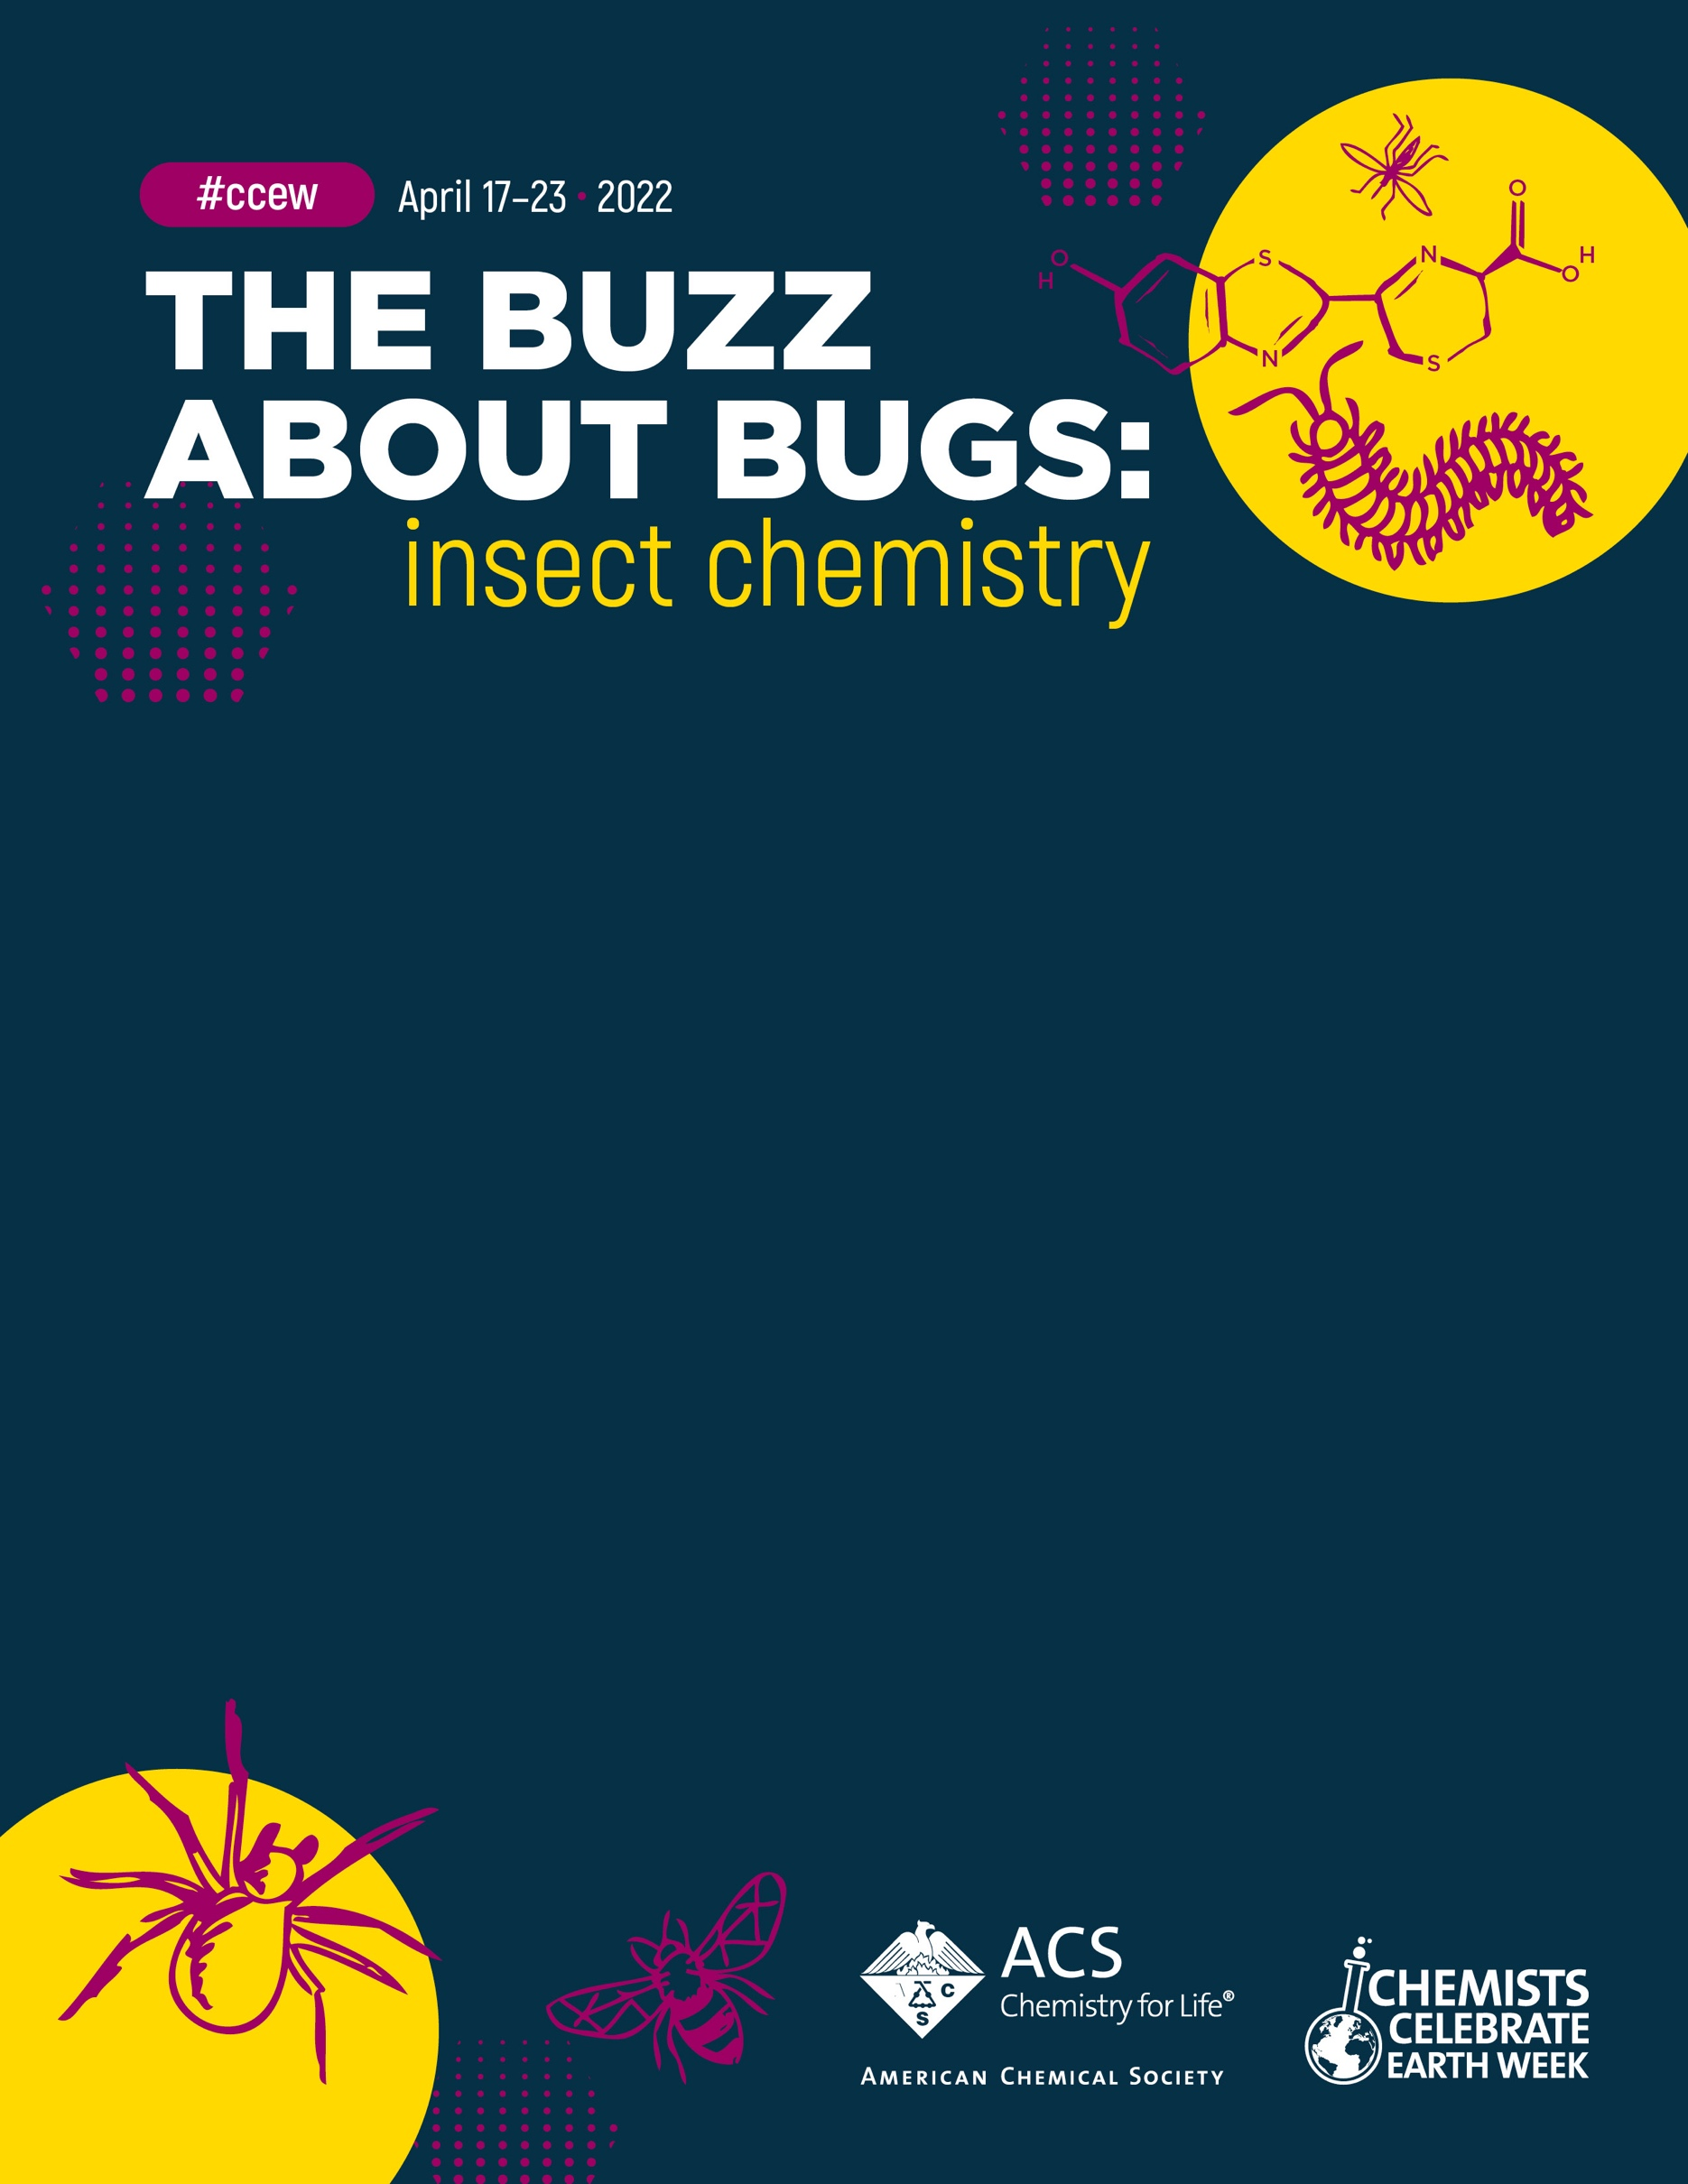 #ccew April 17–23 • 2022
THE BUZZ
ABOUT BUGS:
insect chemistry
O
O H
H O S N
N S
ACS
Chemistry for Life®
C
S
AMERICAN CHEMICAL SOCIETY
CHEMISTS
CELEBRATE
EARTH WEEK